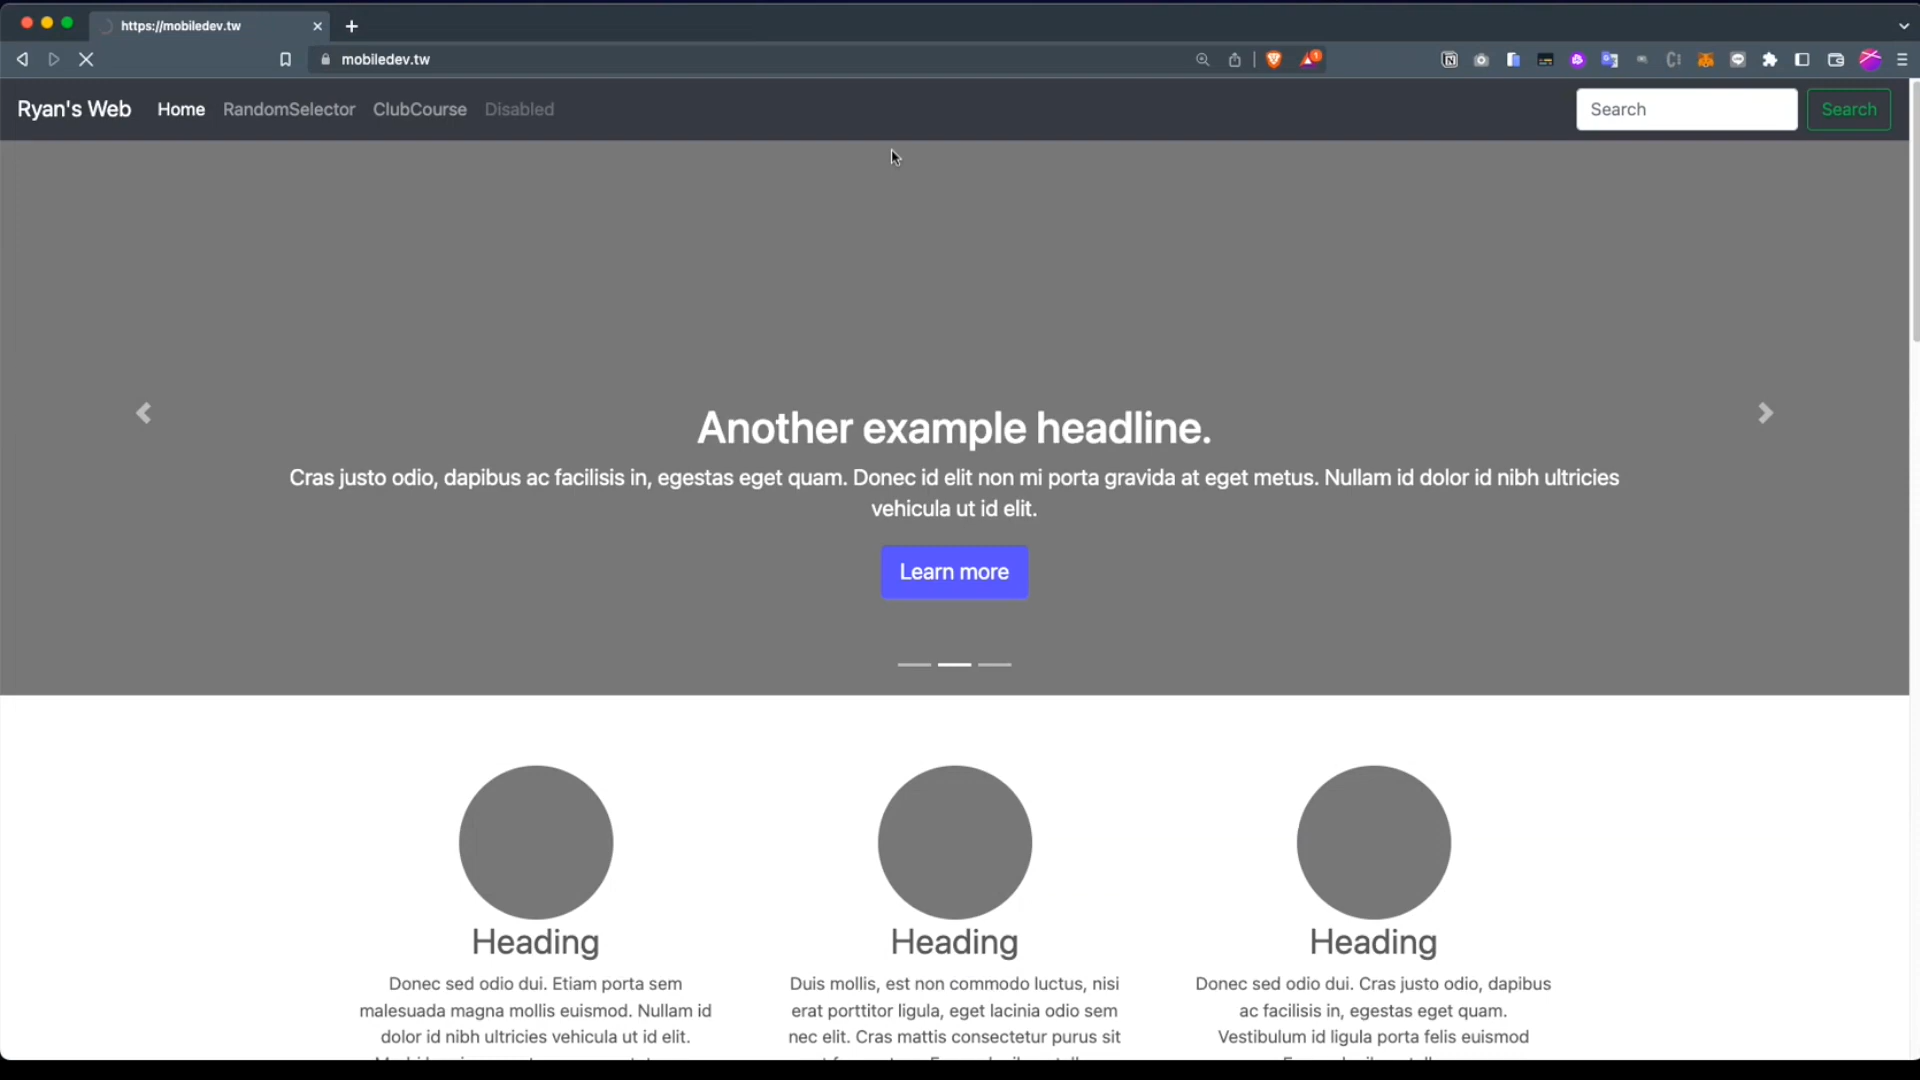 https://mobiledev.tw
mobiledev.tw
Ryan's Web Home RandomSelector ClubCourse Disabled Search Search
Another example headline.
Cras justo odio, dapibus ac facilisis in, egestas eget quam. Donec id elit non mi porta gravida at eget metus. Nullam id dolor id nibh ultricies
vehicula ut id elit.
Learn more
Heading
Donec sed odio dui. Etiam porta sem
malesuada magna mollis euismod. Nullam id
dolor id nibh ultricies vehicula ut id elit.
Heading
Duis mollis, est non commodo luctus, nisi
erat porttitor ligula, eget lacinia odio sem
nec elit. Cras mattis consectetur purus sit
Heading
Donec sed odio dui. Cras justo odio, dapibus
ac facilisis in, egestas eget quam.
Vestibulum id ligula porta felis euismod